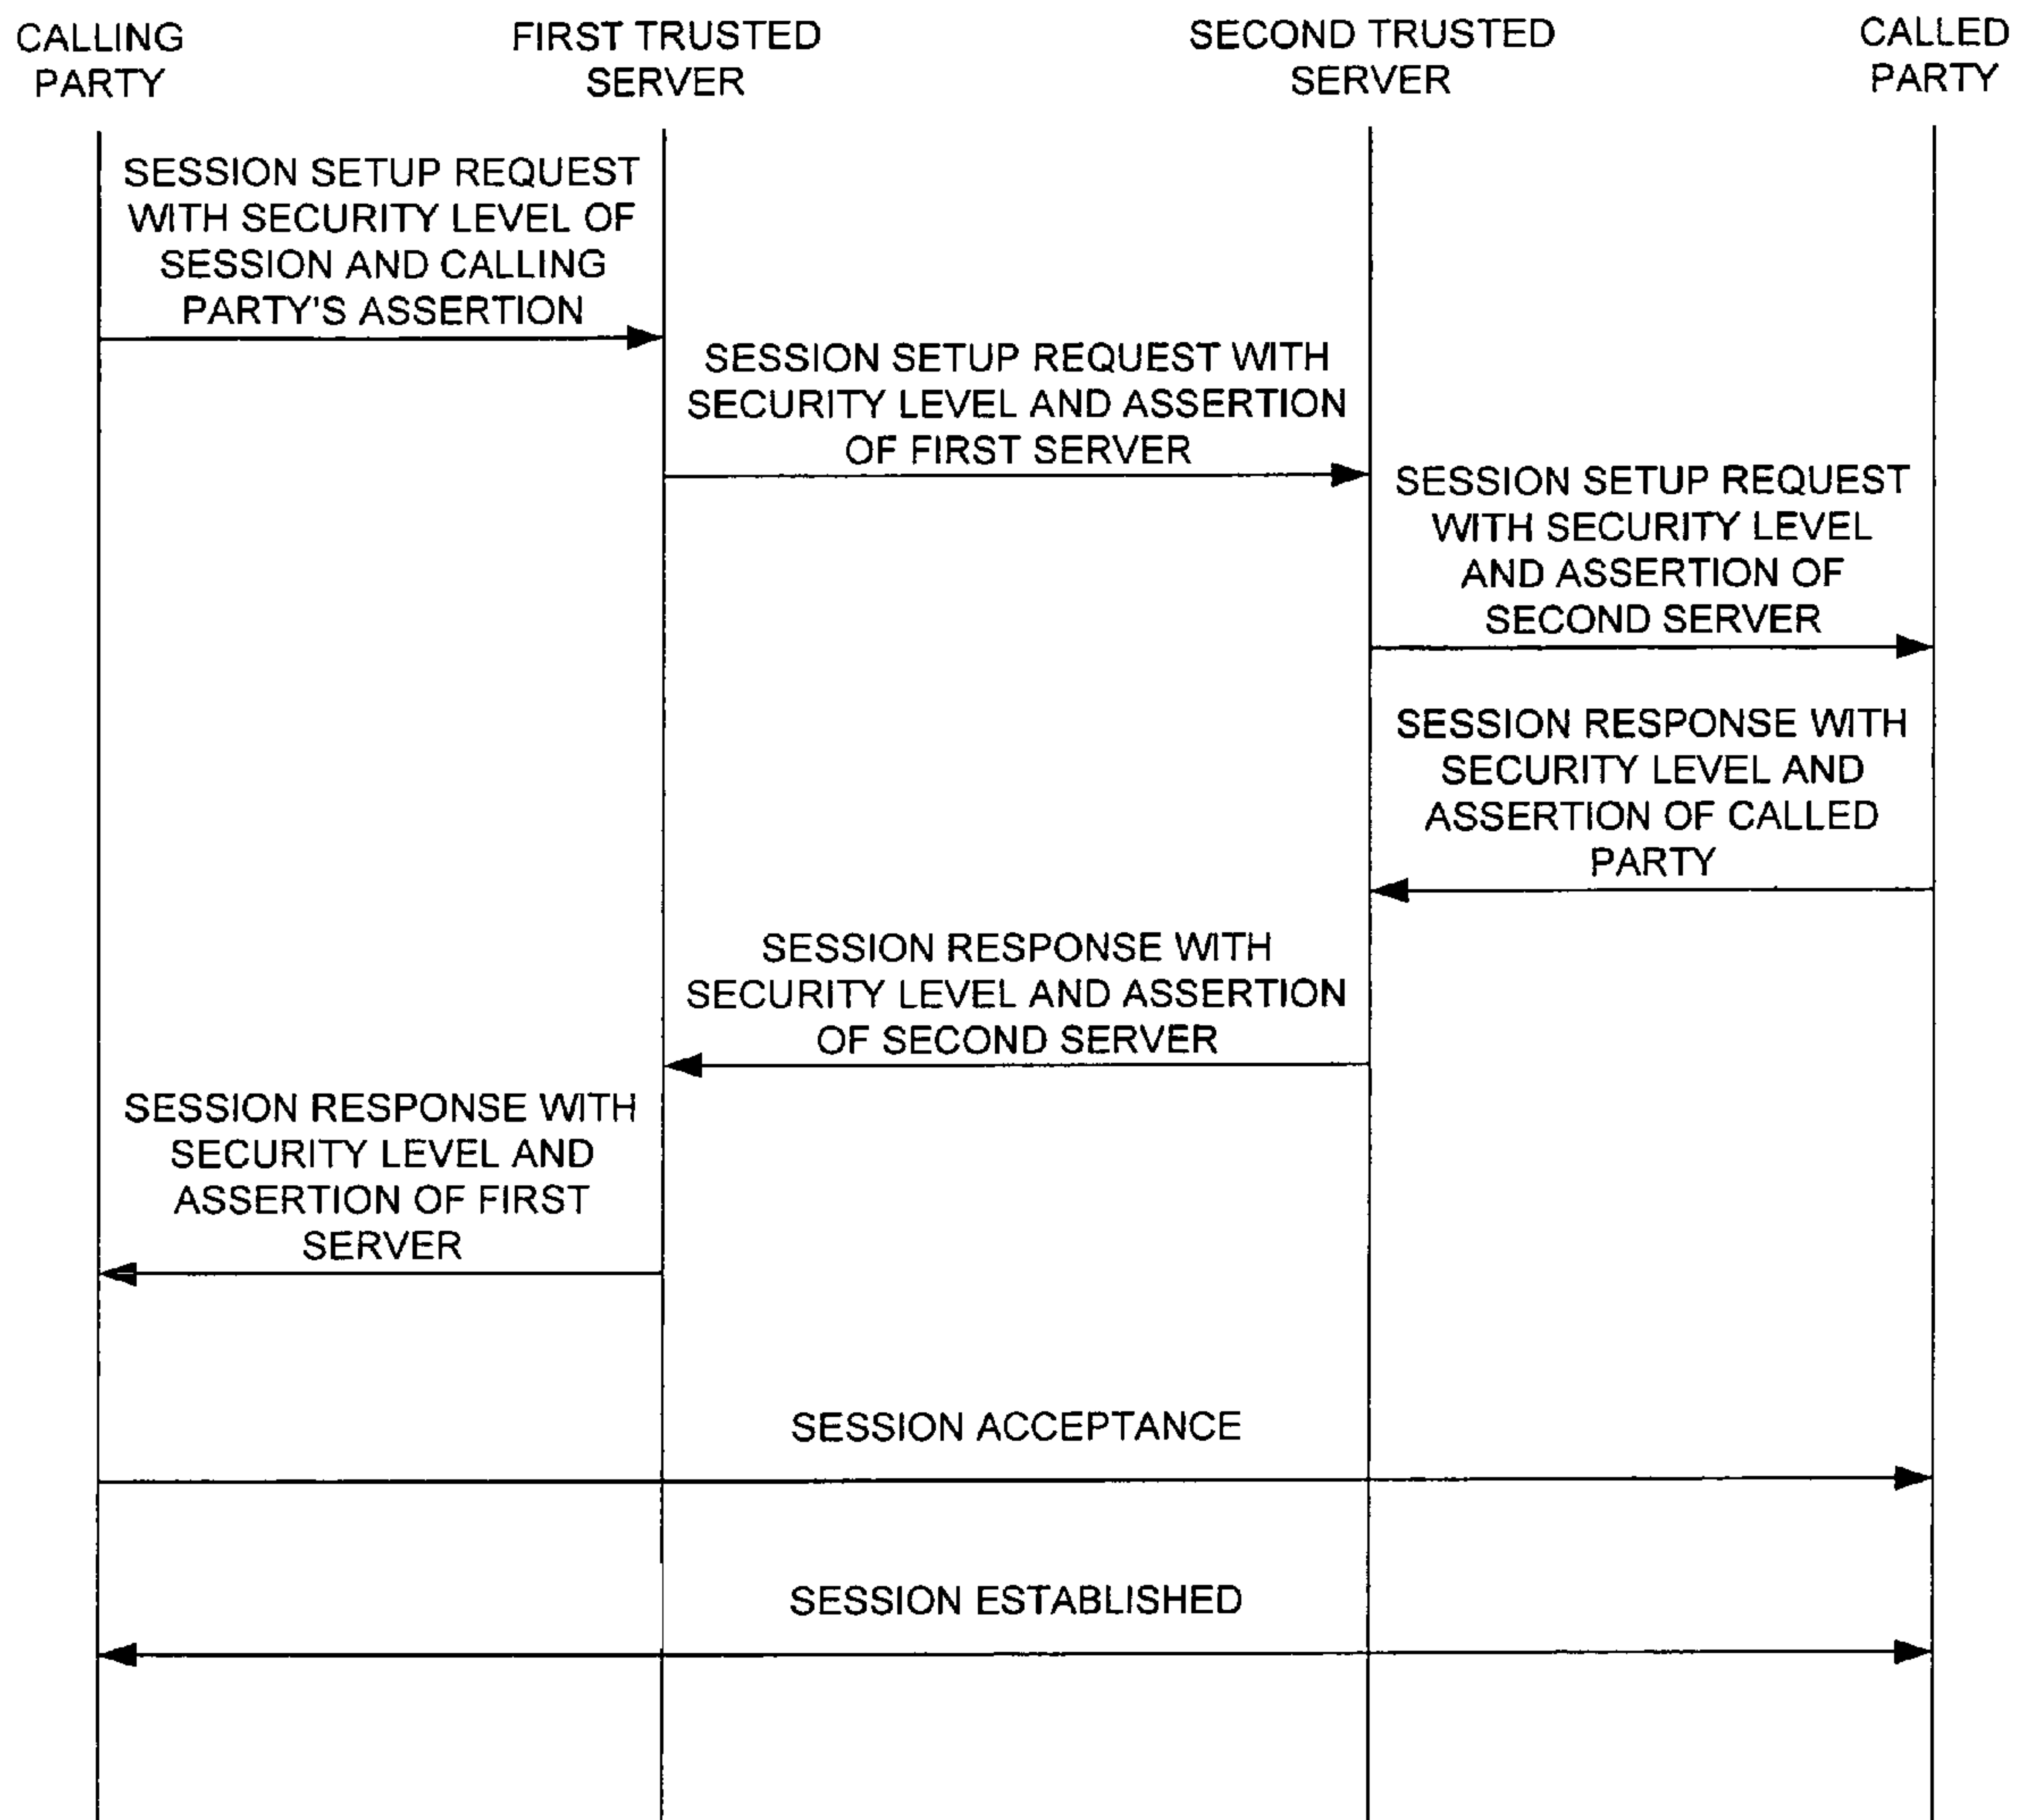 CALLING
PARTY
FIRST TRUSTED
SERVER
SECOND TRUSTED
SERVER
CALLED
PARTY
SESSION SETUP REQUEST
WITH SECURITY LEVEL OF
SESSION AND CALLING
PARTY'S ASSERTION
SESSION SETUP REQUEST WITH
SECURITY LEVEL AND ASSERTION
OF FIRST SERVER
SESSION SETUP REQUEST
WITH SECURITY LEVEL
AND ASSERTION OF
SECOND SERVER
SESSION RESPONSE WITH
SECURITY LEVEL AND
ASSERTION OF CALLED
PARTY
SESSION RESPONSE WITH
SECURITY LEVEL AND ASSERTION
OF SECOND SERVER
SESSION RESPONSE WITH
SECURITY LEVEL AND
ASSERTION OF FIRST
SERVER
SESSION ACCEPTANCE
SESSION ESTABLISHED